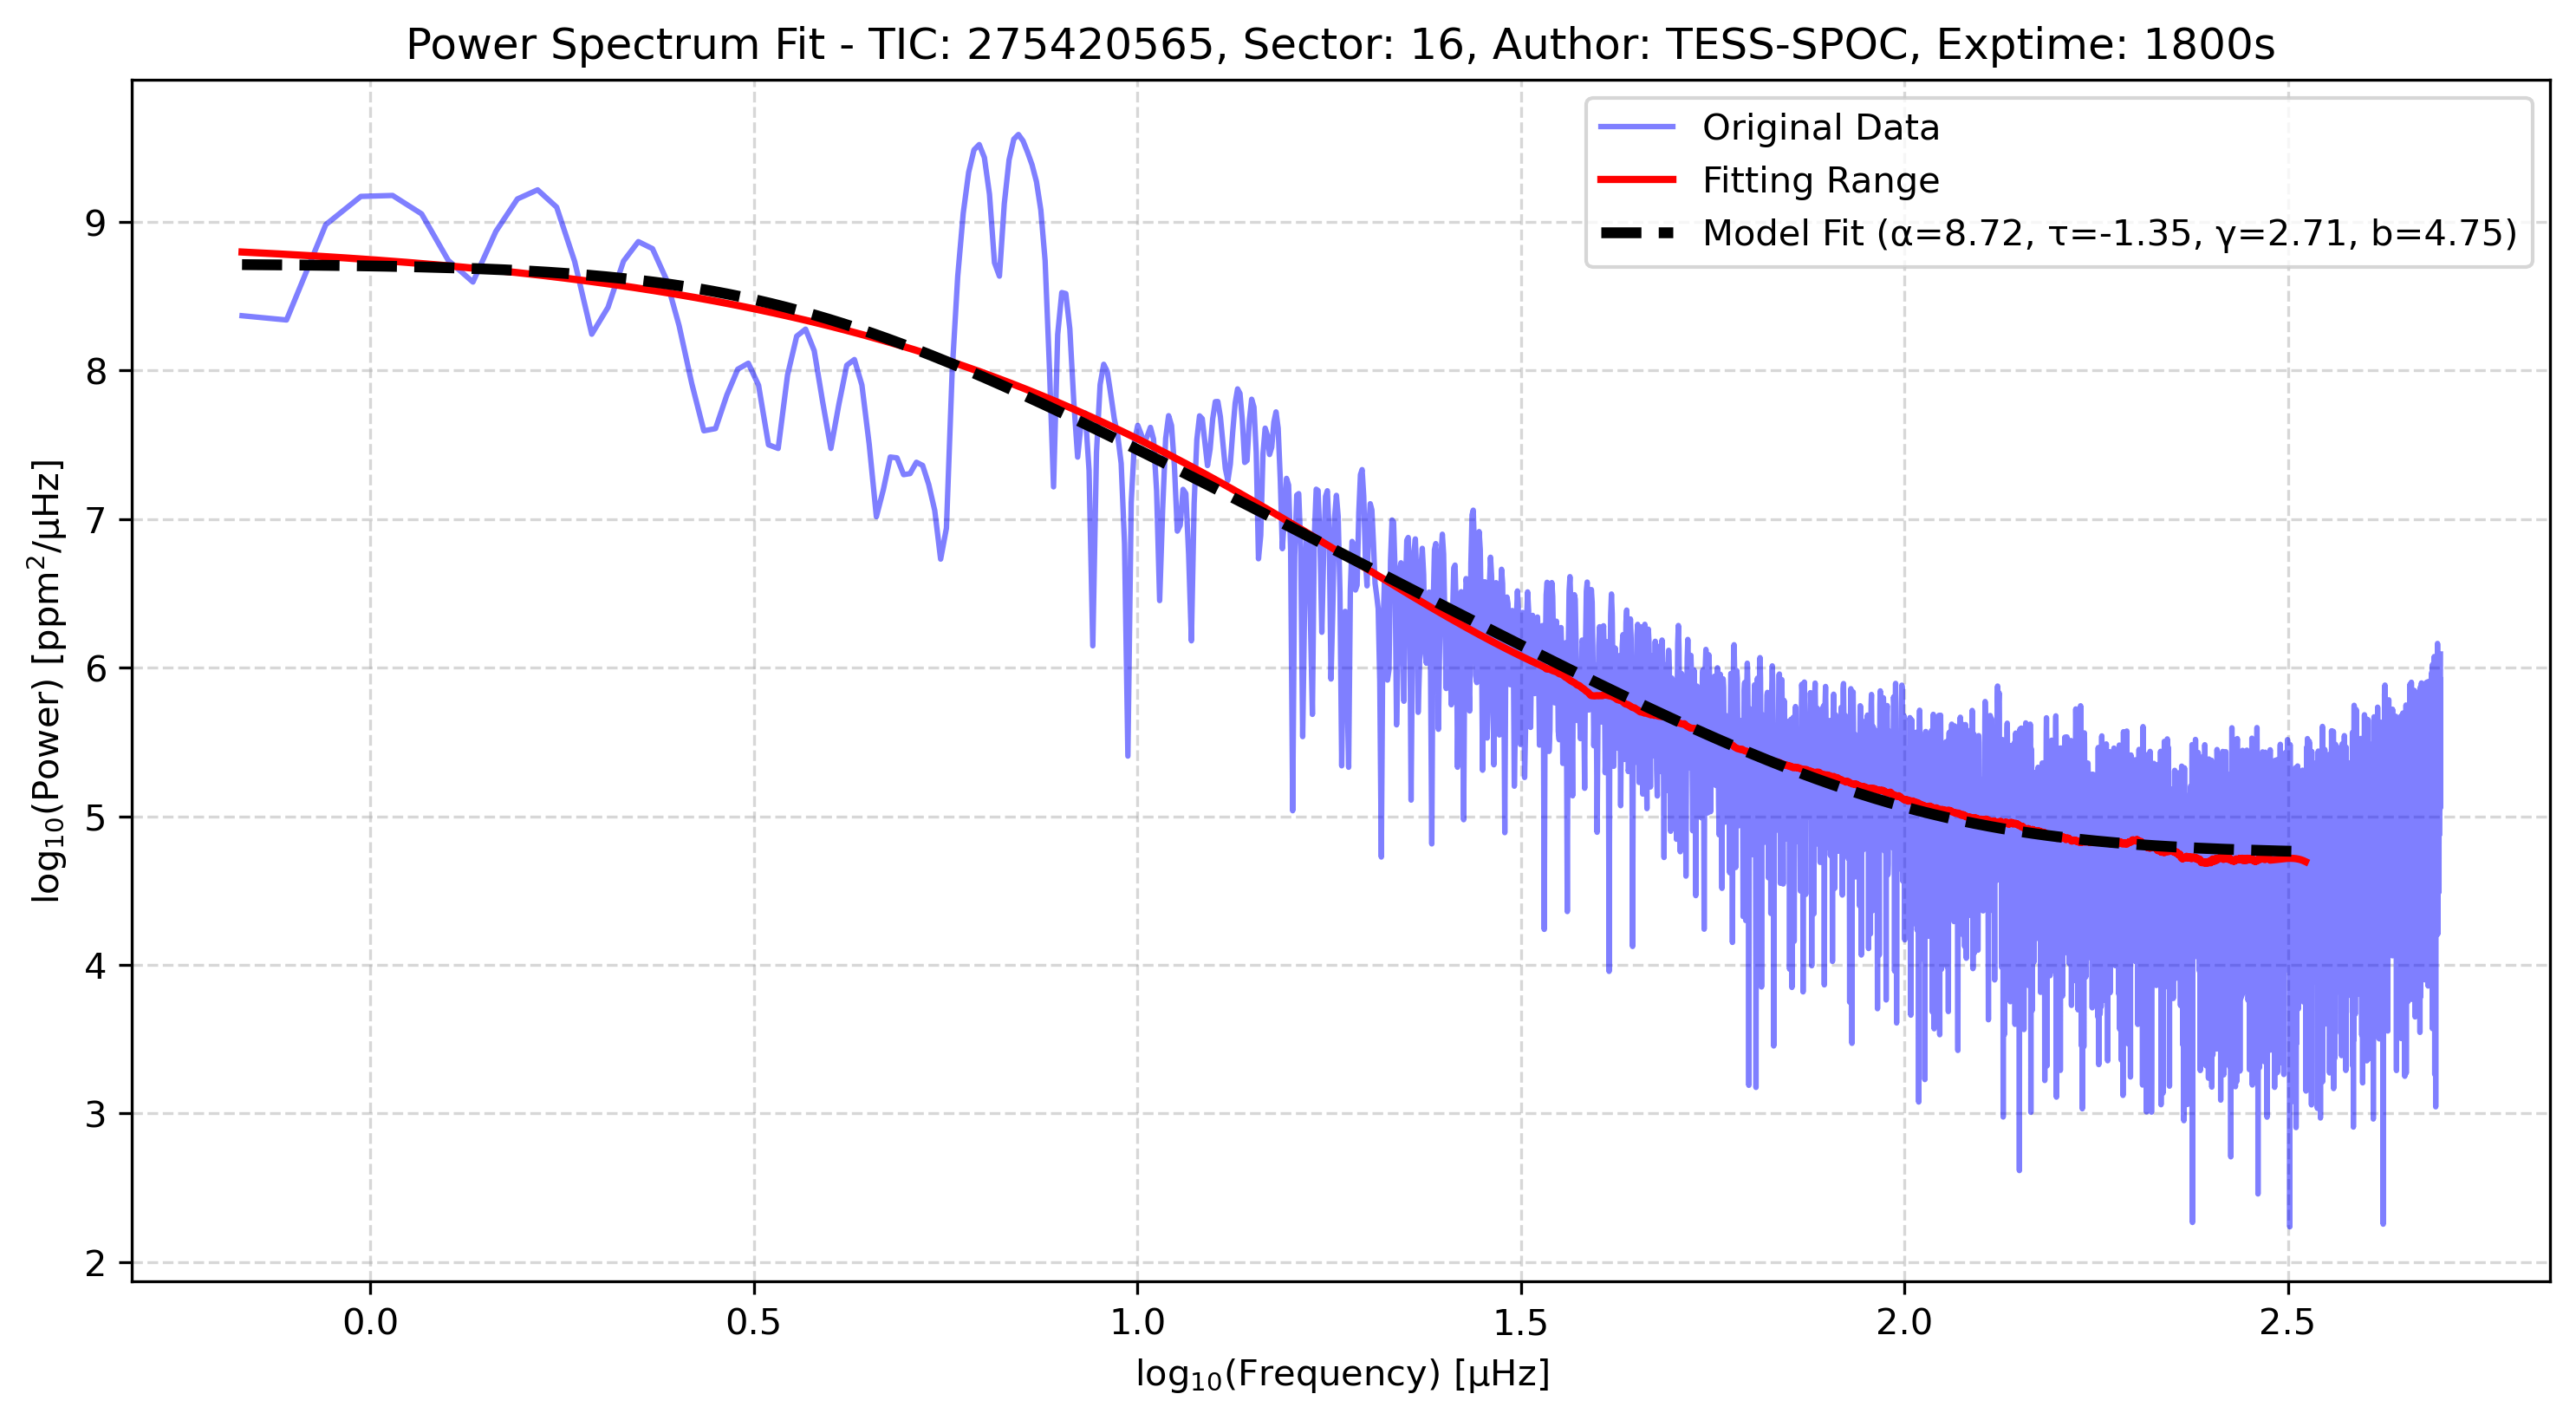 Power Spectrum Fit - TIC: 275420565, Sector: 16, Author: TESS-SPOC, Exptime: 1800s
Original Data
Fitting Range
Model Fit (α=8.72, τ=-1.35, γ=2.71, b=4.75)
log₁₀(Power) [ppm²/μHz]
9
8
7
6
5
4
3
2
0.0 0.5 1.0 1.5 2.0 2.5
log₁₀(Frequency) [μHz]